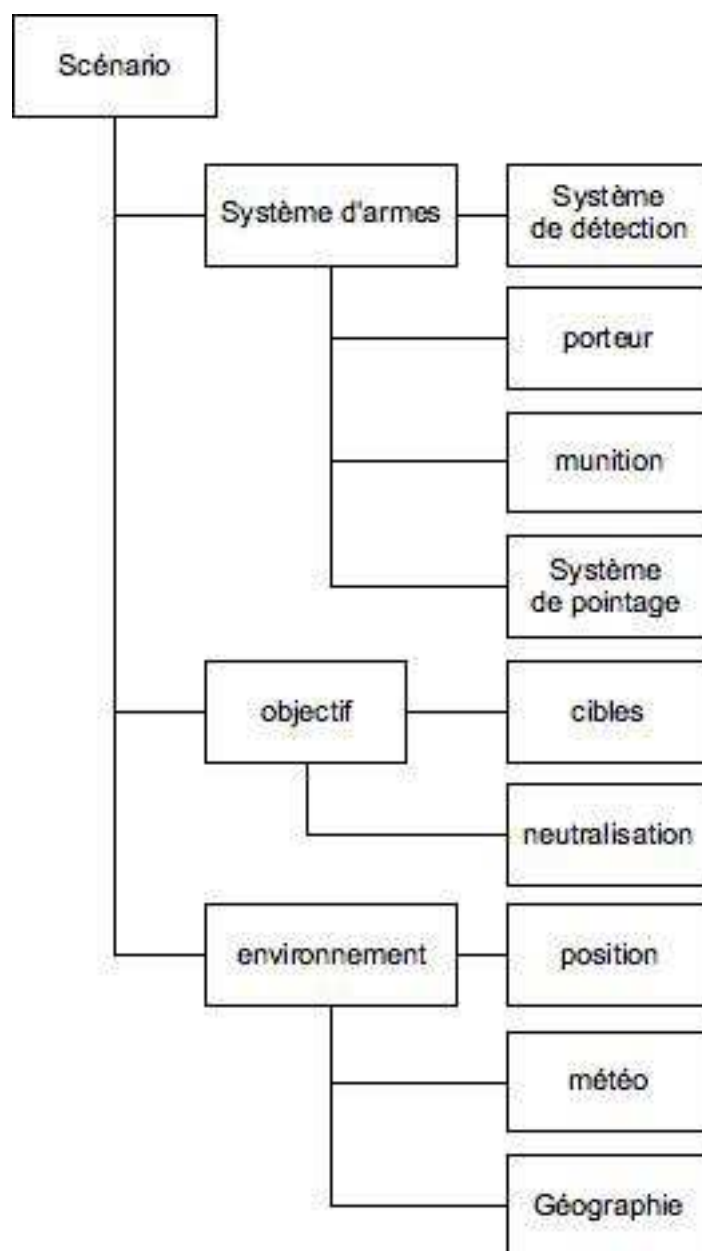 Scénario
Système d'armes
Système
de détection
porteur
munition
Système
de pointage
objectif
cibles
neutralisation
environnement
position
météo
Géographie